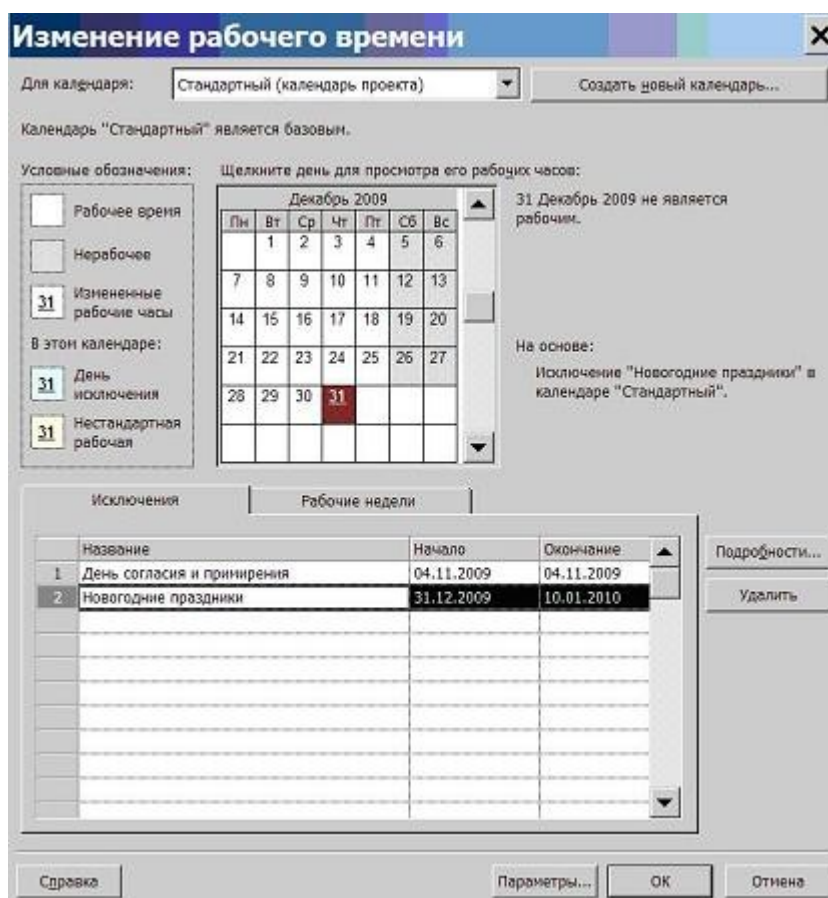 Изменение рабочего времени
Для календаря: Стандартный (календарь проекта) Создать новый календарь...
Календарь "Стандартный" является базовым.
Условные обозначения:
Рабочее время
Нерабочее
31 Измененные рабочие часы
В этом календаре:
31 День исключения
31 Нестандартная рабочая
Щелкните день для просмотра его рабочих часов:
Декабрь 2009
Пн Вт Ср Чт Пт Сб Вс
1 2 3 4 5 6
7 8 9 10 11 12 13
14 15 16 17 18 19 20
21 22 23 24 25 26 27
28 29 30 31
31 Декабрь 2009 не является
рабочим.
На основе:
Исключение "Новогодние праздники" в
календаре "Стандартный".
Исключения Рабочие недели
Название Начало Окончание
1 День согласия и примирения 04.11.2009 04.11.2009
2 Новогодние праздники 31.12.2009 10.01.2010
Подробности...
Удалить
Справка Параметры... ОК Отмена